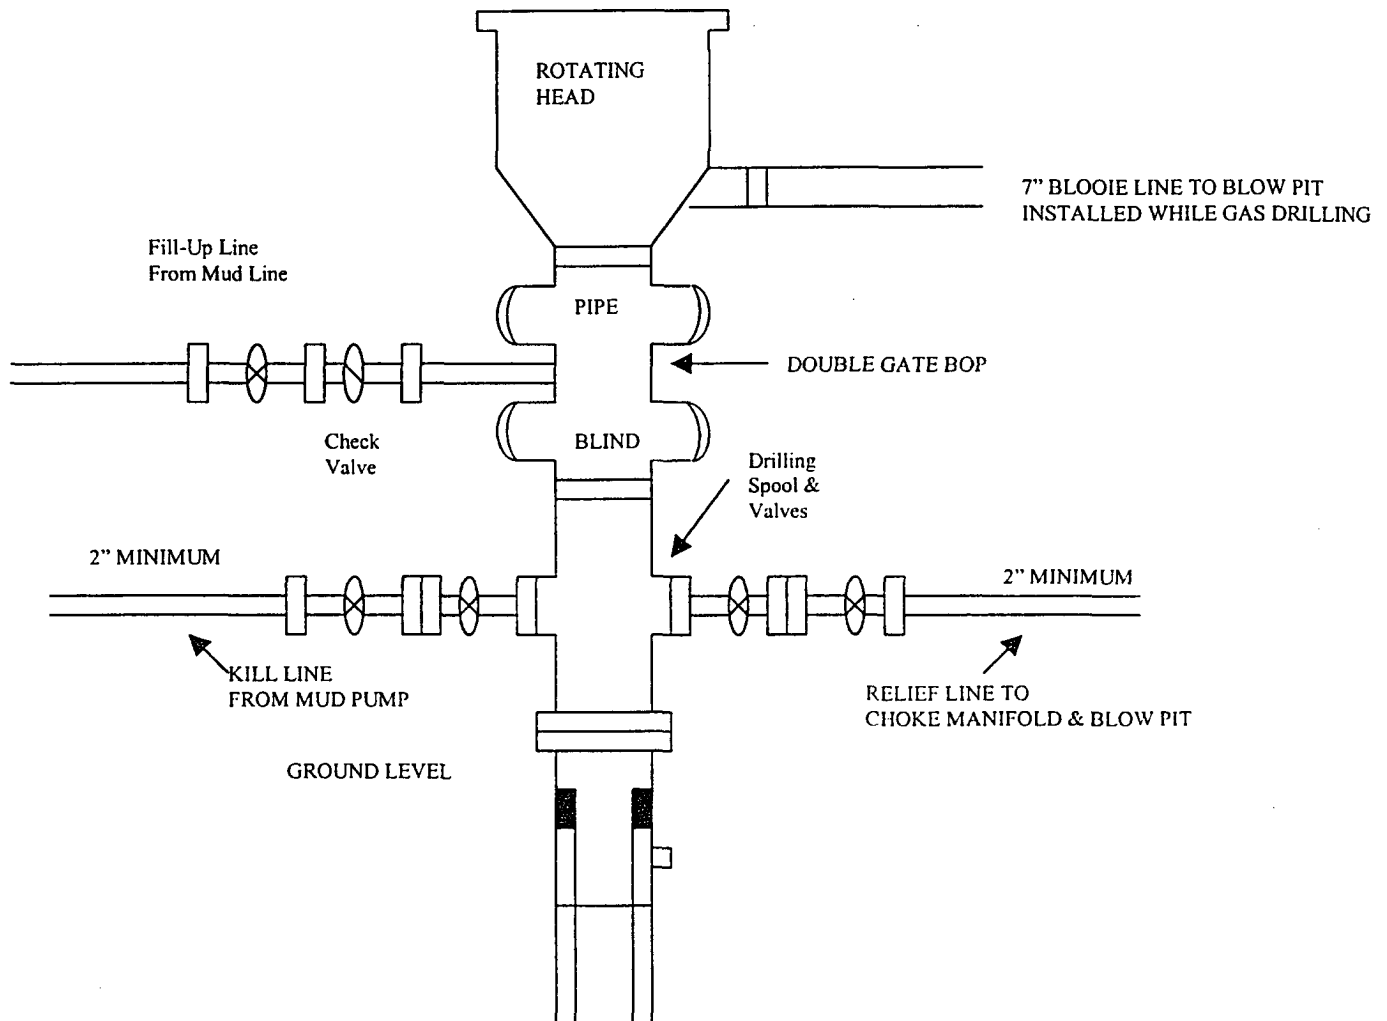 ROTATING
HEAD
7” BLOOIE LINE TO BLOW PIT
INSTALLED WHILE GAS DRILLING
Fill-Up Line
From Mud Line
PIPE
DOUBLE GATE BOP
Check
Valve
BLIND
Drilling
Spool &
Valves
2” MINIMUM
2” MINIMUM
KILL LINE
FROM MUD PUMP
RELIEF LINE TO
CHOKE MANIFOLD & BLOW PIT
GROUND LEVEL